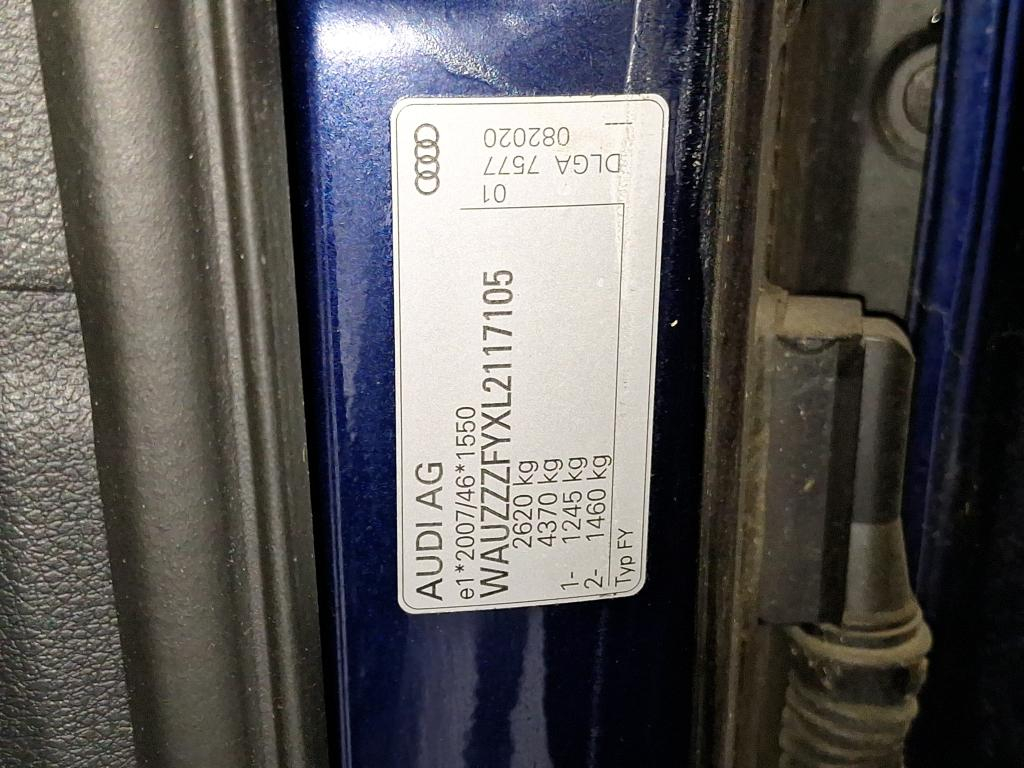 AUDI AG
e1*2007/46*1550
WAUZZZFYXL2117105
2620 kg
4370 kg
1- 1245 kg
2- 1460 kg
Typ FY
01
DLGA 7577
082020